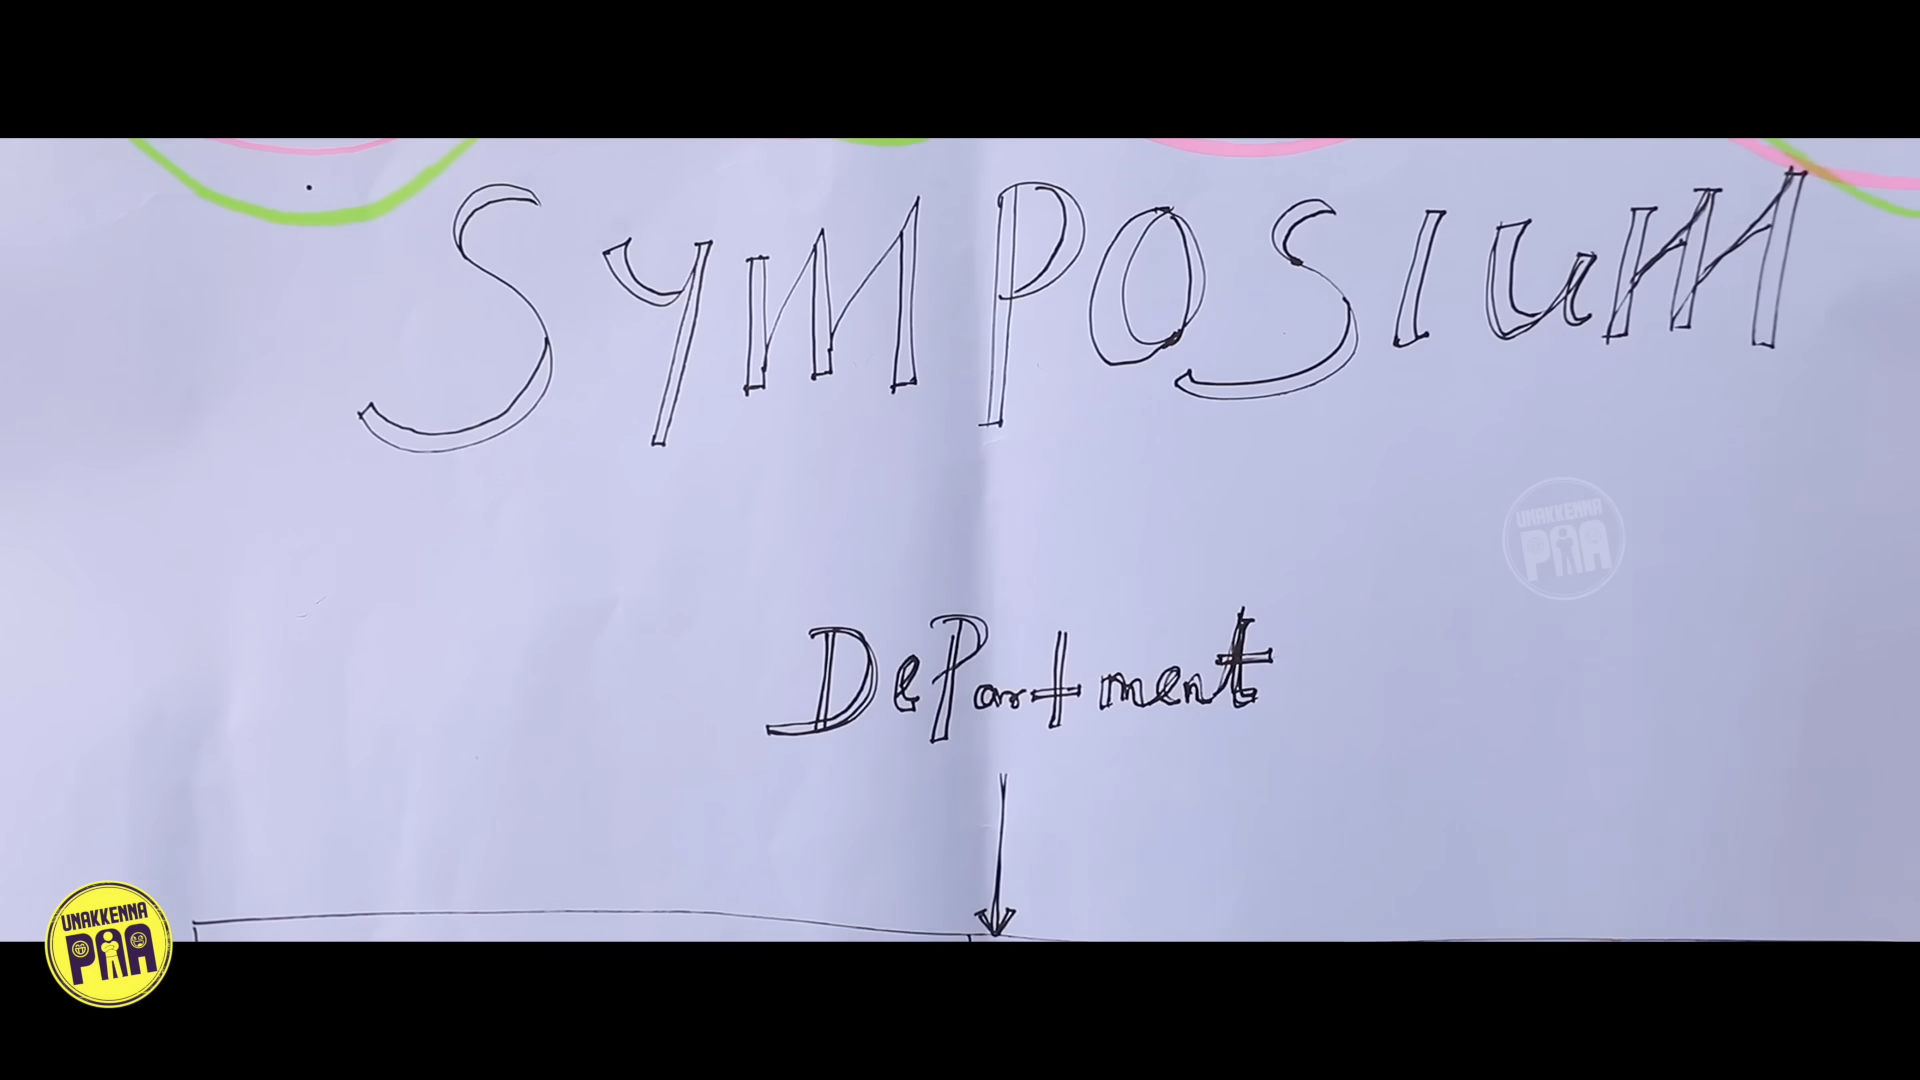 SYMPOSIUM
UNAKKENNA
PAA
DePartment
UNAKKENNA
PAA